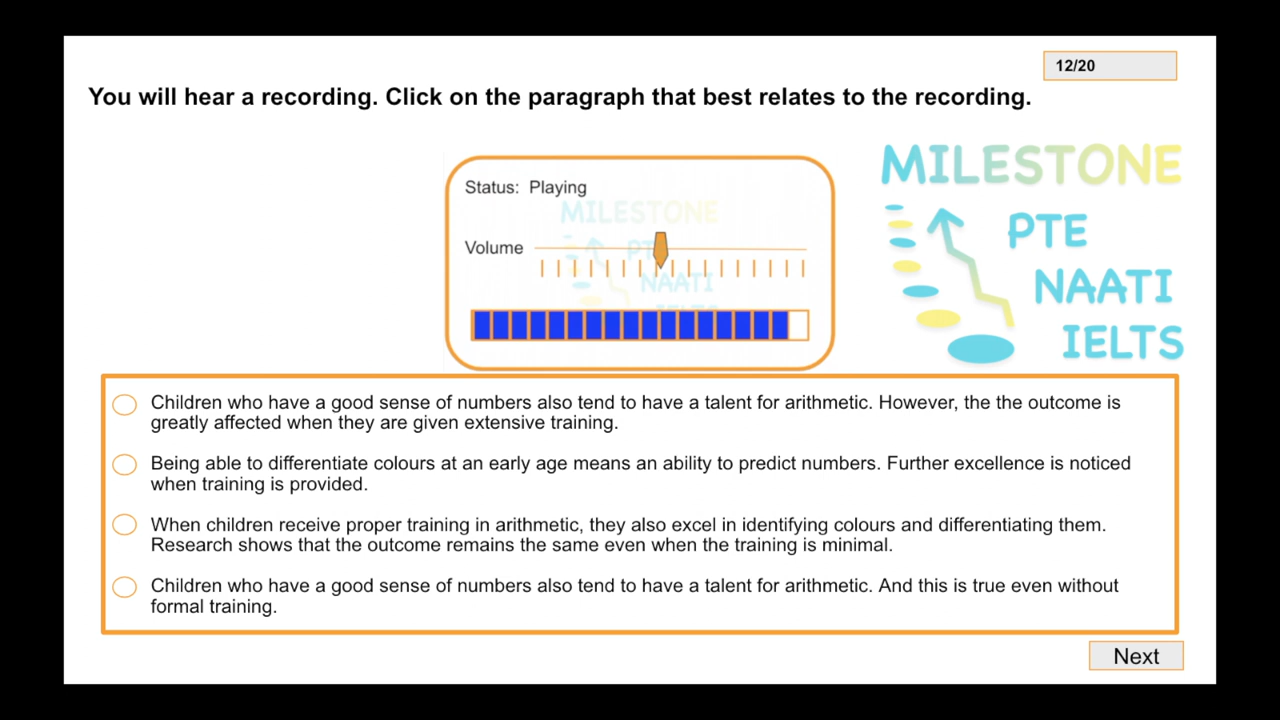 12/20
You will hear a recording. Click on the paragraph that best relates to the recording.
MILESTONE
PTE
NAATI
IELTS
Status: Playing
MILESTONE
Volume
PT
NAATI
Children who have a good sense of numbers also tend to have a talent for arithmetic. However, the the outcome is
greatly affected when they are given extensive training.
Being able to differentiate colours at an early age means an ability to predict numbers. Further excellence is noticed
when training is provided.
When children receive proper training in arithmetic, they also excel in identifying colours and differentiating them.
Research shows that the outcome remains the same even when the training is minimal.
Children who have a good sense of numbers also tend to have a talent for arithmetic. And this is true even without
formal training.
Next